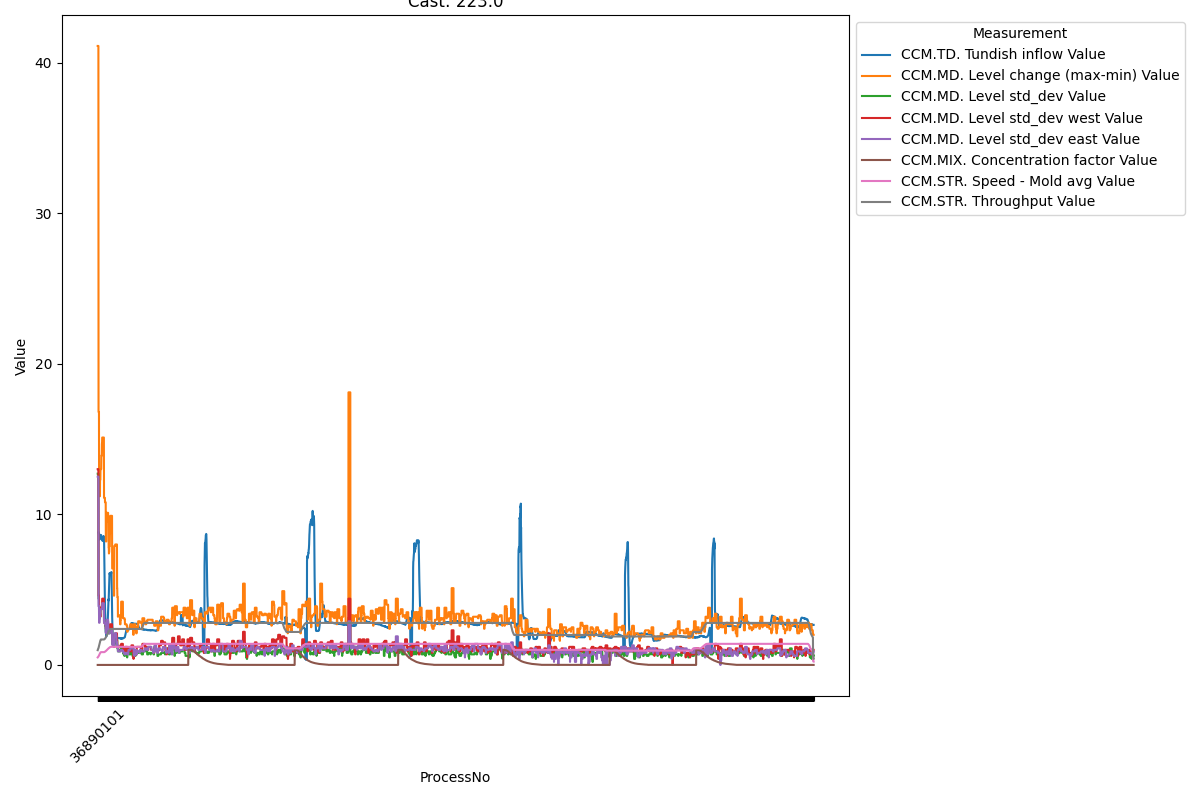 Cast: 223.0
Measurement
CCM.TD. Tundish inflow Value
CCM.MD. Level change (max-min) Value
CCM.MD. Level std_dev Value
CCM.MD. Level std_dev west Value
CCM.MD. Level std_dev east Value
CCM.MIX. Concentration factor Value
CCM.STR. Speed - Mold avg Value
CCM.STR. Throughput Value
Value
40
30
20
10
0
36890101
ProcessNo